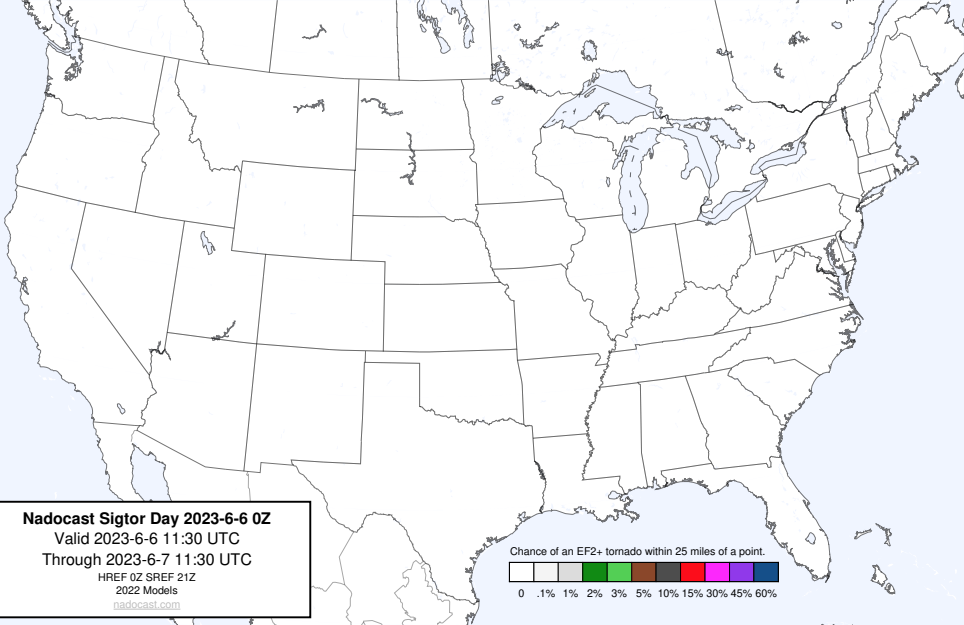 Nadocast Sigtor Day 2023-6-6 0Z
Valid 2023-6-6 11:30 UTC
Through 2023-6-7 11:30 UTC
HREF 0Z SREF 21Z
2022 Models
nadocast.com
Chance of an EF2+ tornado within 25 miles of a point.
0 .1% 1% 2% 3% 5% 10% 15% 30% 45% 60%